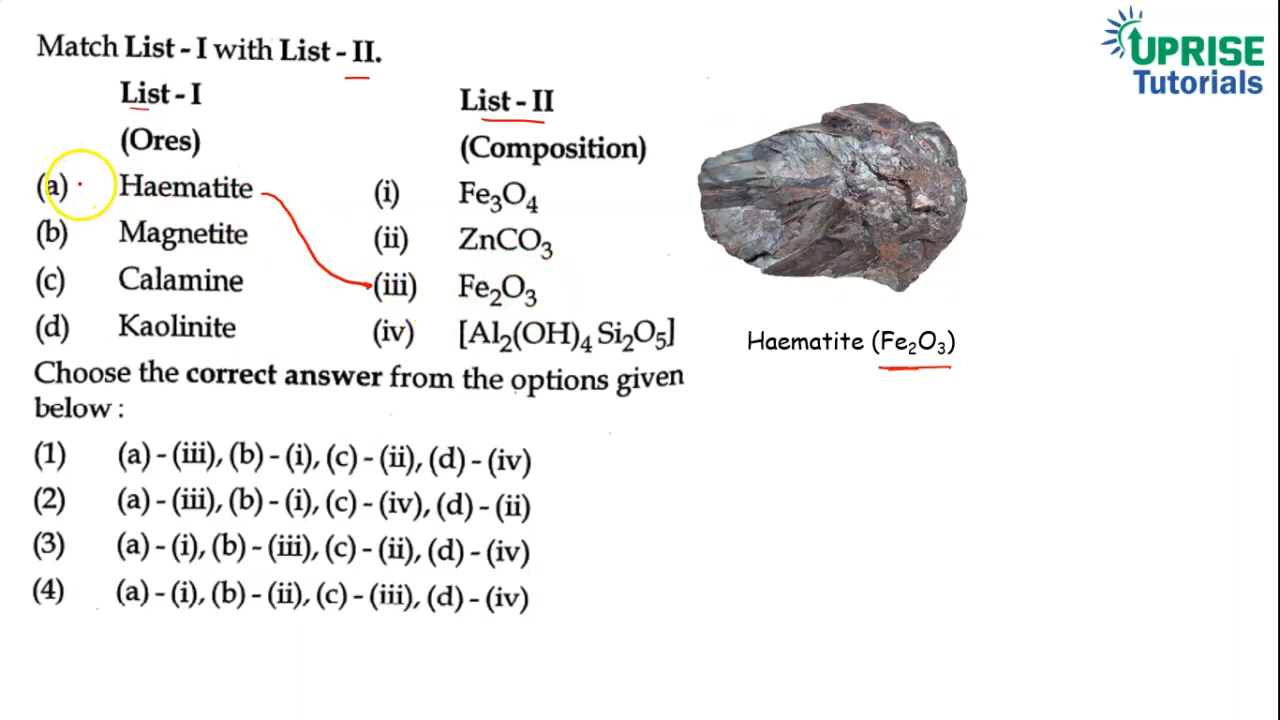 Match List - I with List - II.
List - I List - II
(Ores) (Composition)
(a) Haematite (i) Fe₃O₄
(b) Magnetite (ii) ZnCO₃
(c) Calamine (iii) Fe₂O₃
(d) Kaolinite (iv) [Al₂(OH)₄ Si₂O₅]
Choose the correct answer from the options given
below :
(1) (a) - (iii), (b) - (i), (c) - (ii), (d) - (iv)
(2) (a) - (iii), (b) - (i), (c) - (iv), (d) - (ii)
(3) (a) - (i), (b) - (iii), (c) - (ii), (d) - (iv)
(4) (a) - (i), (b) - (ii), (c) - (iii), (d) - (iv)
UPRISE
Tutorials
Haematite (Fe₂O₃)